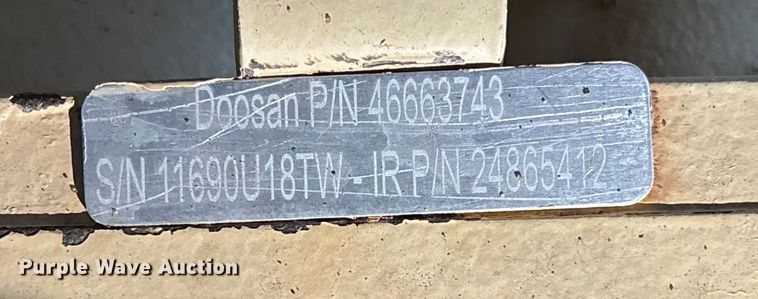 Doosan P/N 46663743
S/N 11690U18TW - IR P/N 24865412
Purple Wave Auction